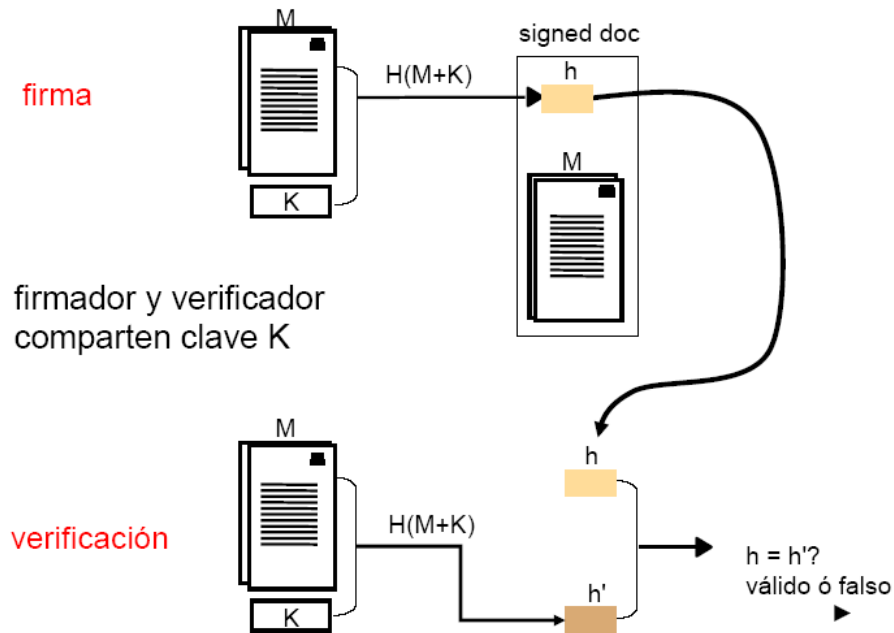 M
signed doc
h
H(M+K)
firma
M
K
firmador y verificador
comparten clave K
M
h
H(M+K)
verificación
h = h'?
válido ó falso
h'
K